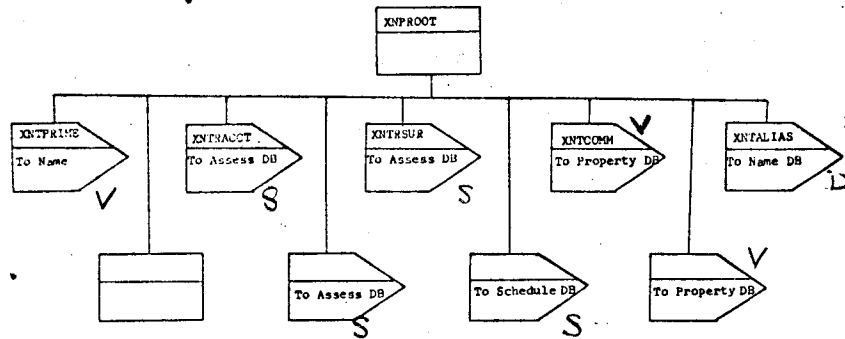 XNPROOT
XNTPRIME
To Name
V
XNTRACCT
To Assess DB
S
XNTRSUR
To Assess DB
S
XNTCOMM
V
To Property DB
XNTALIAS
To Name DB
D
To Assess DB
S
To Schedule DB
S
To Property DB
V